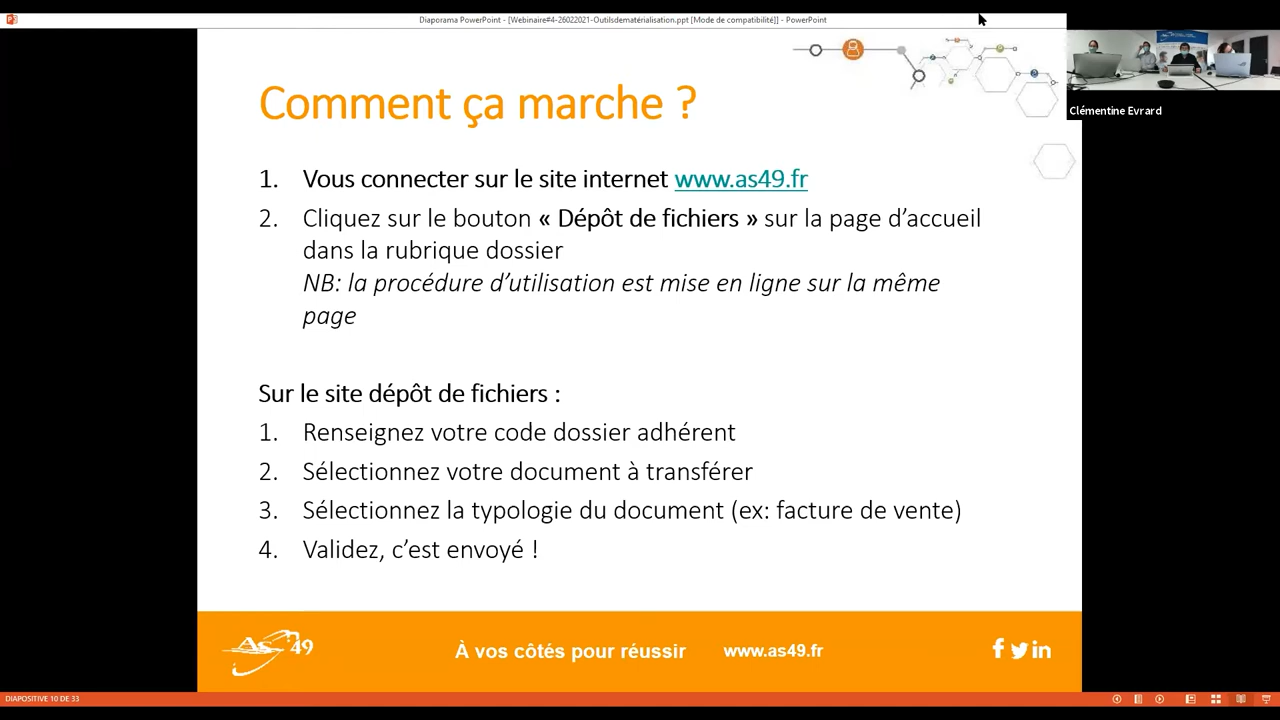 Diaporama PowerPoint - [Webinaire#4-26022021-Outilsdematérialisation.ppt [Mode de compatibilité]] - PowerPoint
Clémentine Evrard
Comment ça marche ?
1. Vous connecter sur le site internet www.as49.fr
2. Cliquez sur le bouton « Dépôt de fichiers » sur la page d’accueil
dans la rubrique dossier
NB: la procédure d’utilisation est mise en ligne sur la même
page
Sur le site dépôt de fichiers :
1. Renseignez votre code dossier adhérent
2. Sélectionnez votre document à transférer
3. Sélectionnez la typologie du document (ex: facture de vente)
4. Validez, c’est envoyé !
As 49
À vos côtés pour réussir www.as49.fr
DIAPOSITIVE 10 DE 33